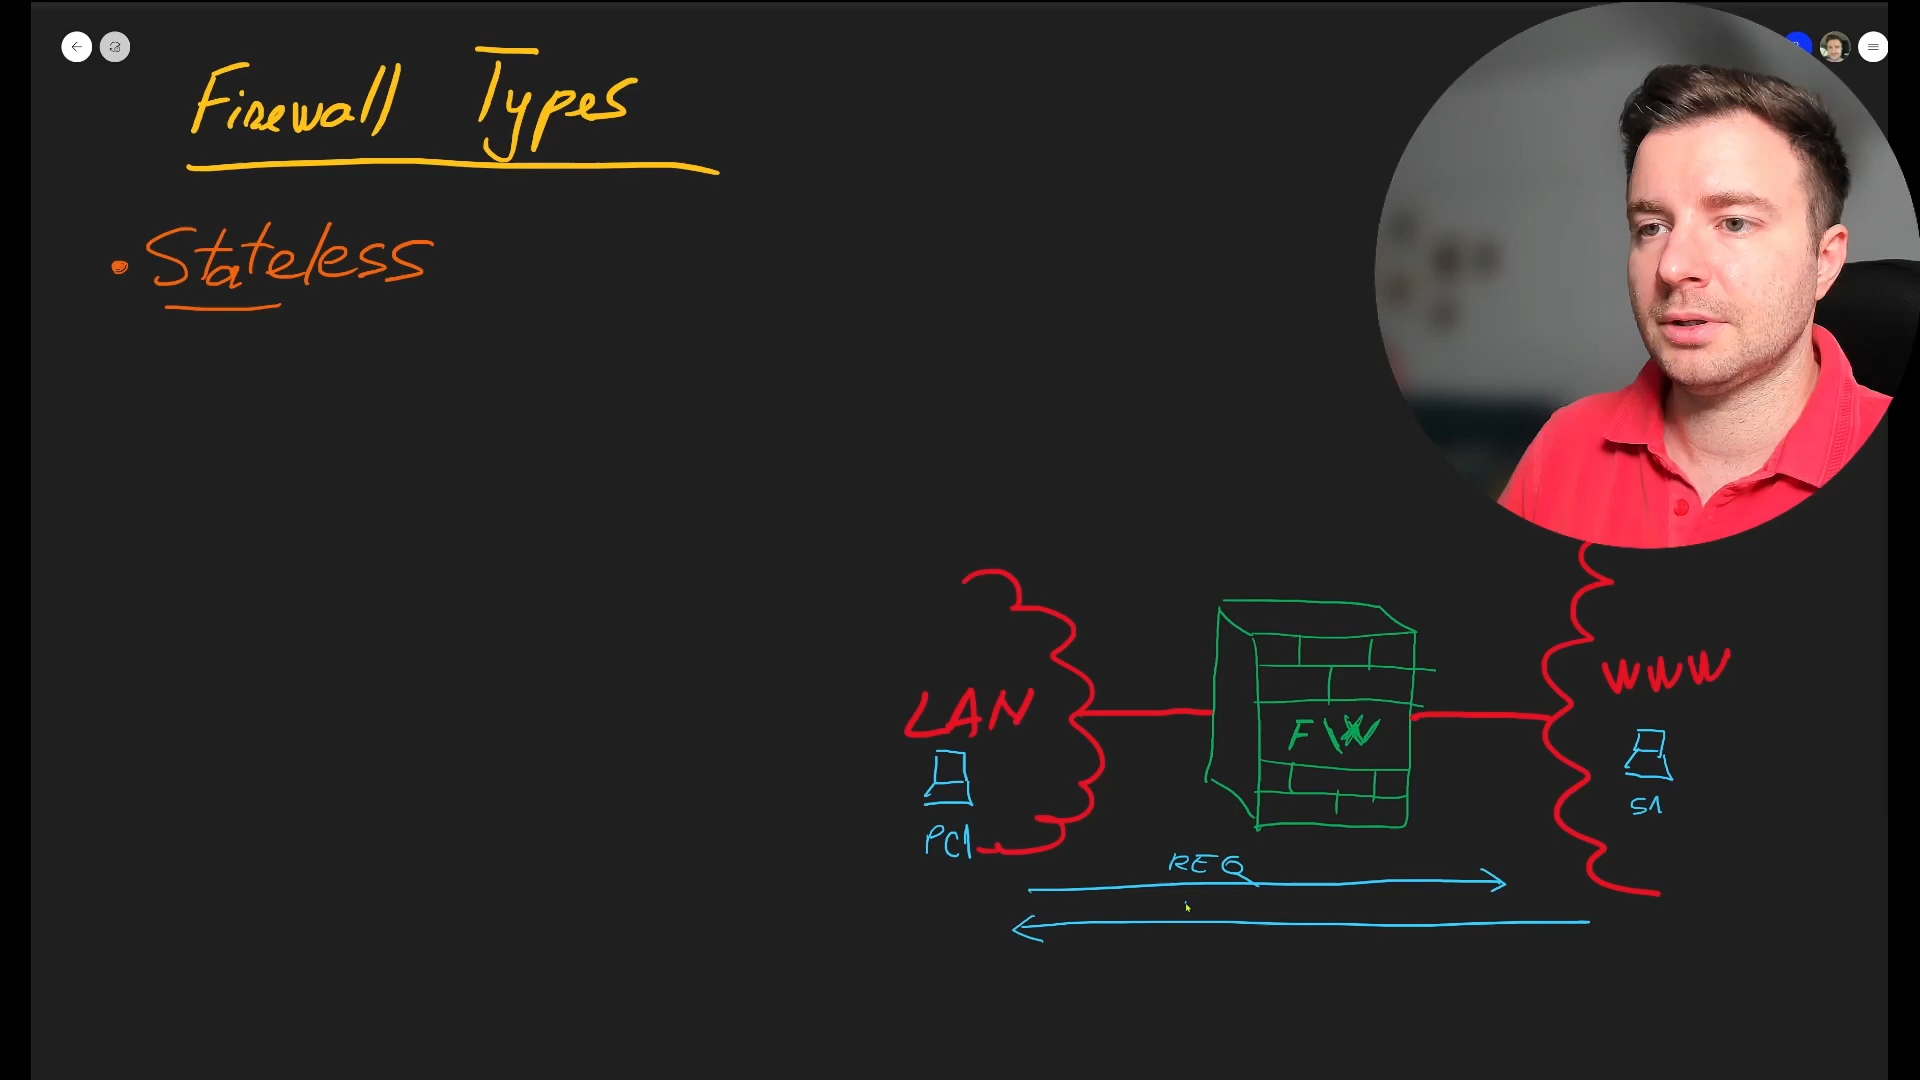 Firewall Types
• Stateless
LAN
FW
WWW
PC1
S1
REQ